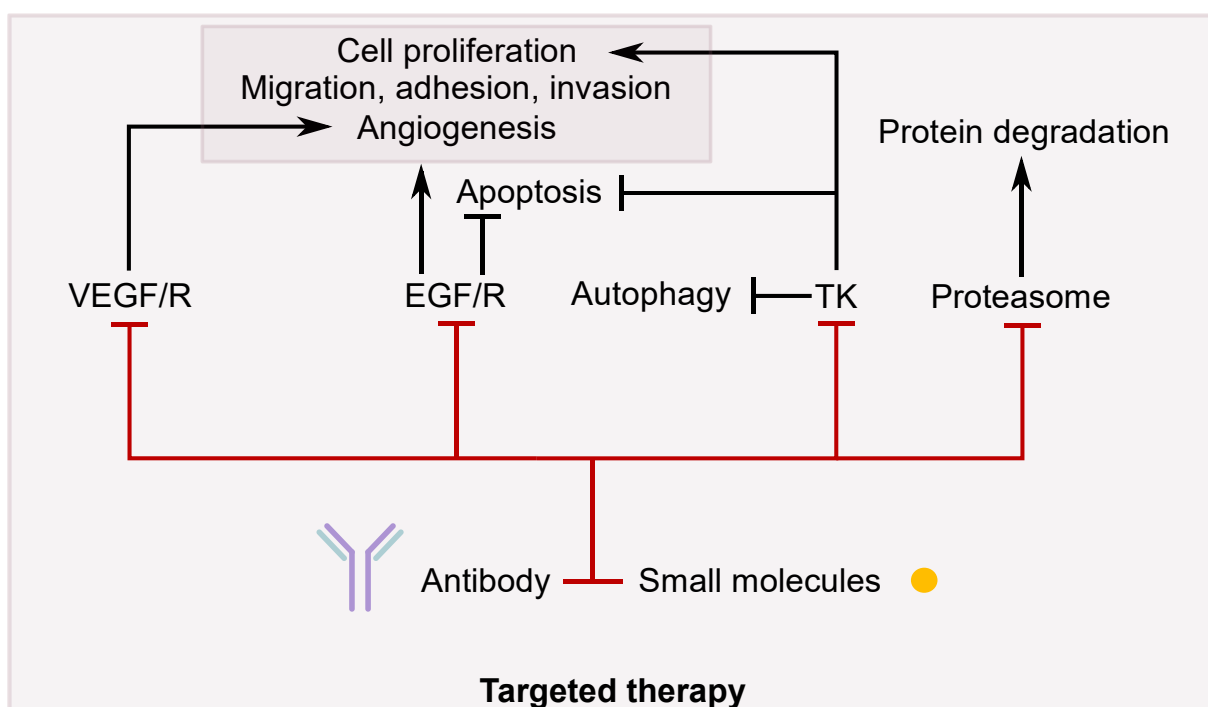 Cell proliferation
Migration, adhesion, invasion
Angiogenesis
Protein degradation
Apoptosis
VEGF/R
EGF/R
Autophagy
TK
Proteasome
Antibody
Small molecules
Targeted therapy